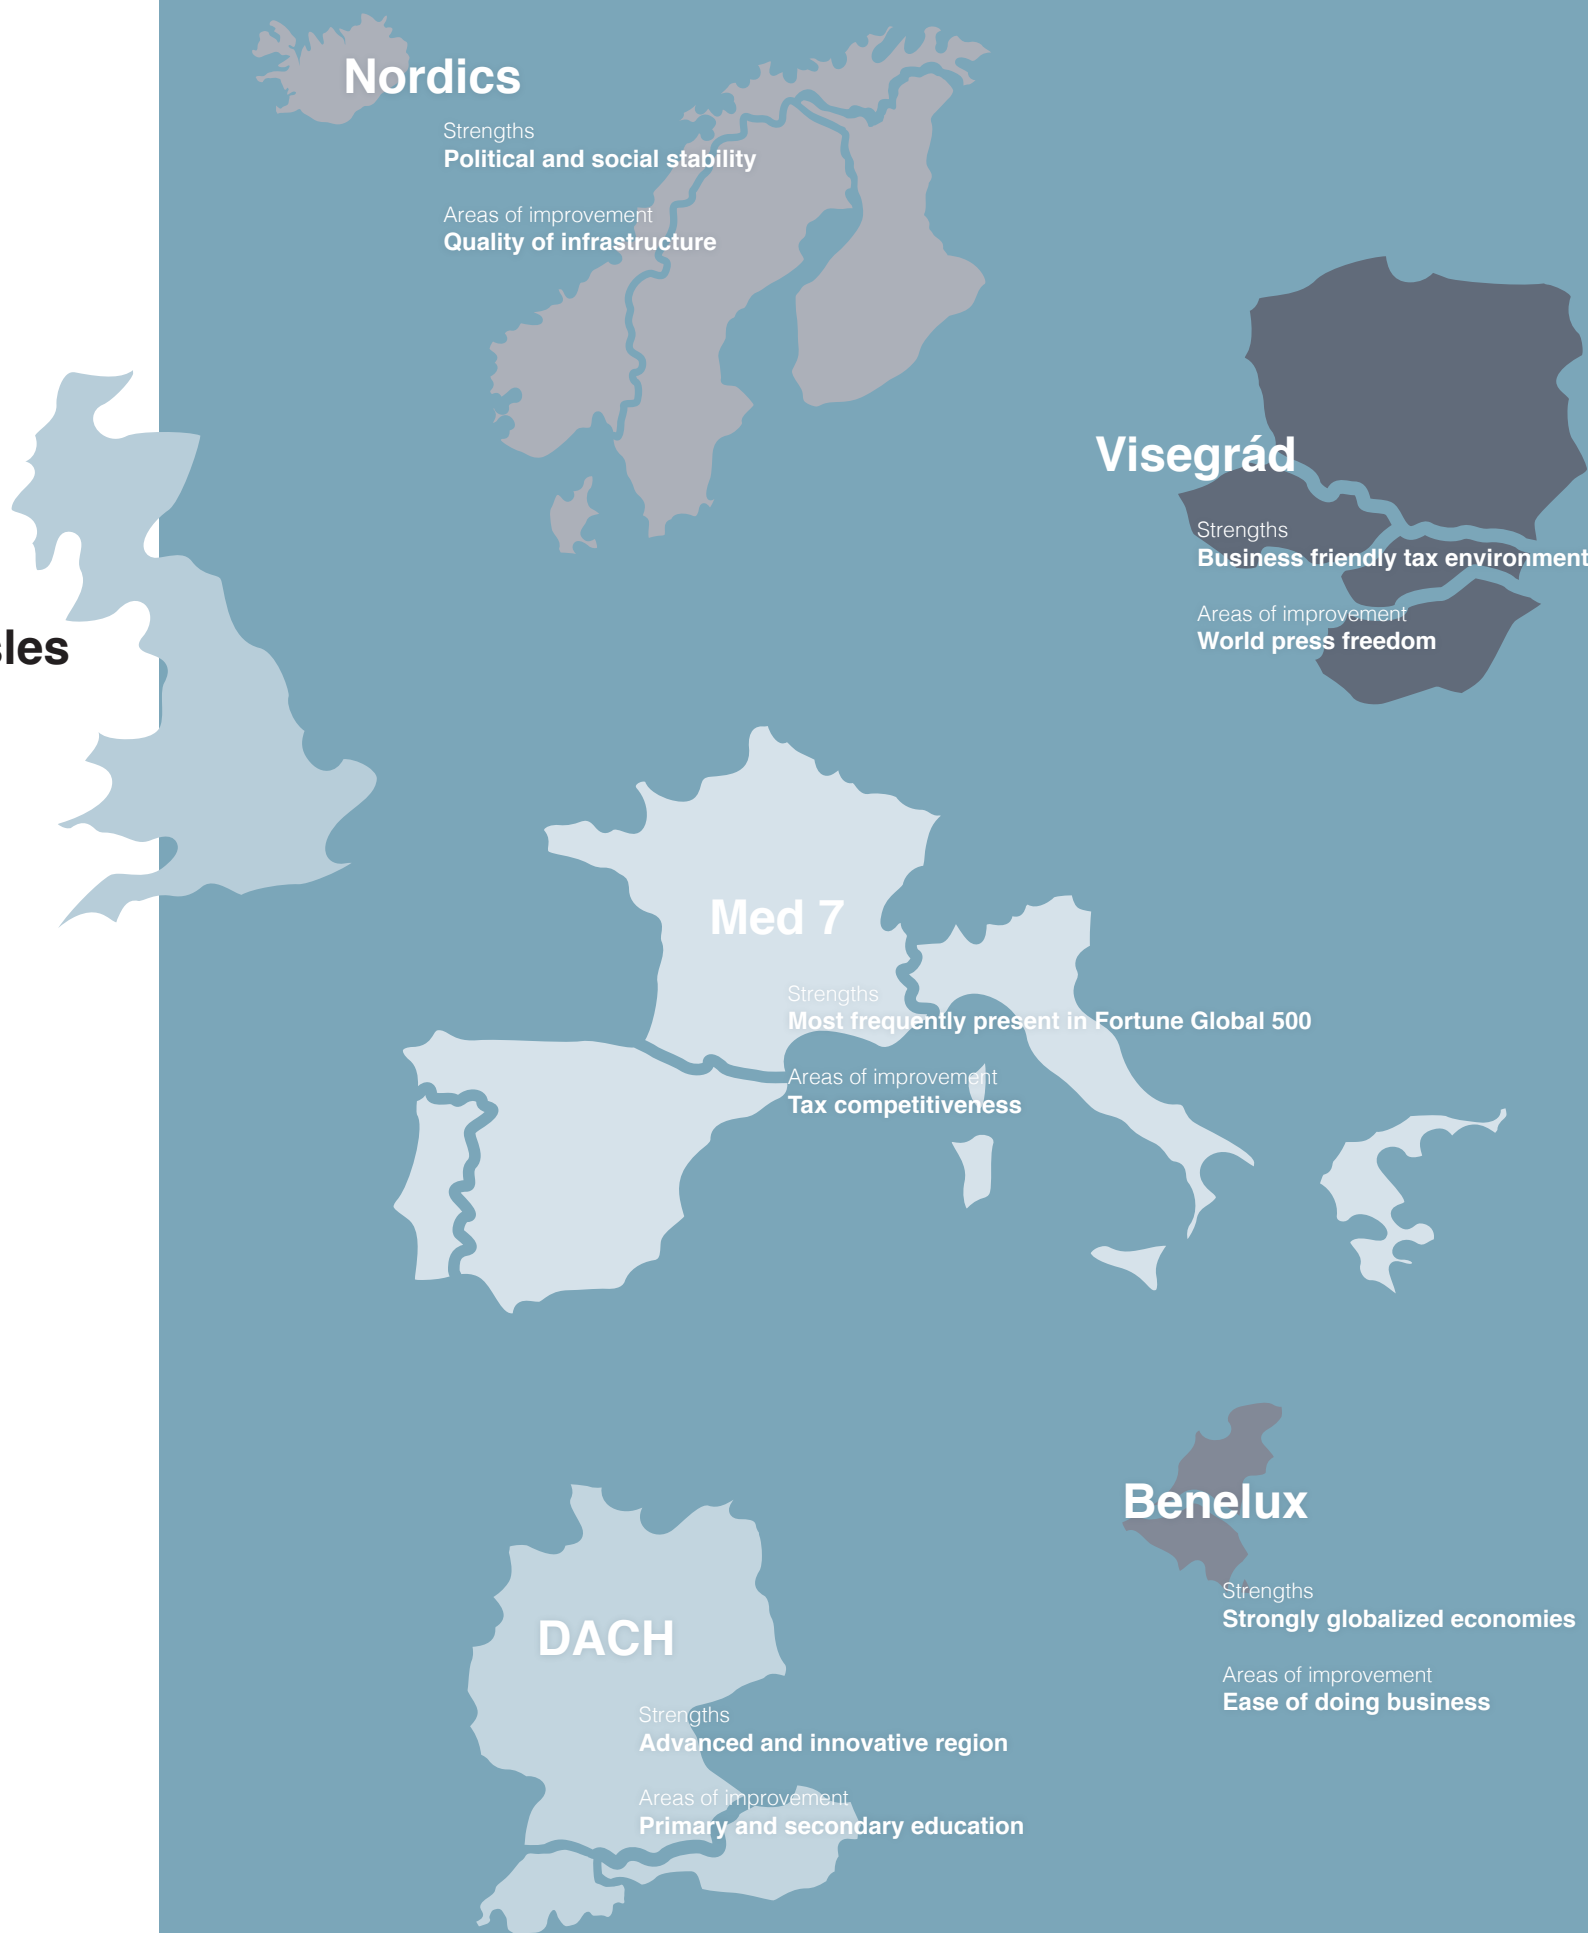 Nordics
Strengths
Political and social stability
Areas of improvement
Quality of infrastructure
Visegrád
Strengths
Business friendly tax environment
Areas of improvement
World press freedom
Med 7
Strengths
Most frequently present in Fortune Global 500
Areas of improvement
Tax competitiveness
Benelux
Strengths
Strongly globalized economies
Areas of improvement
Ease of doing business
DACH
Strengths
Advanced and innovative region
Areas of improvement
Primary and secondary education